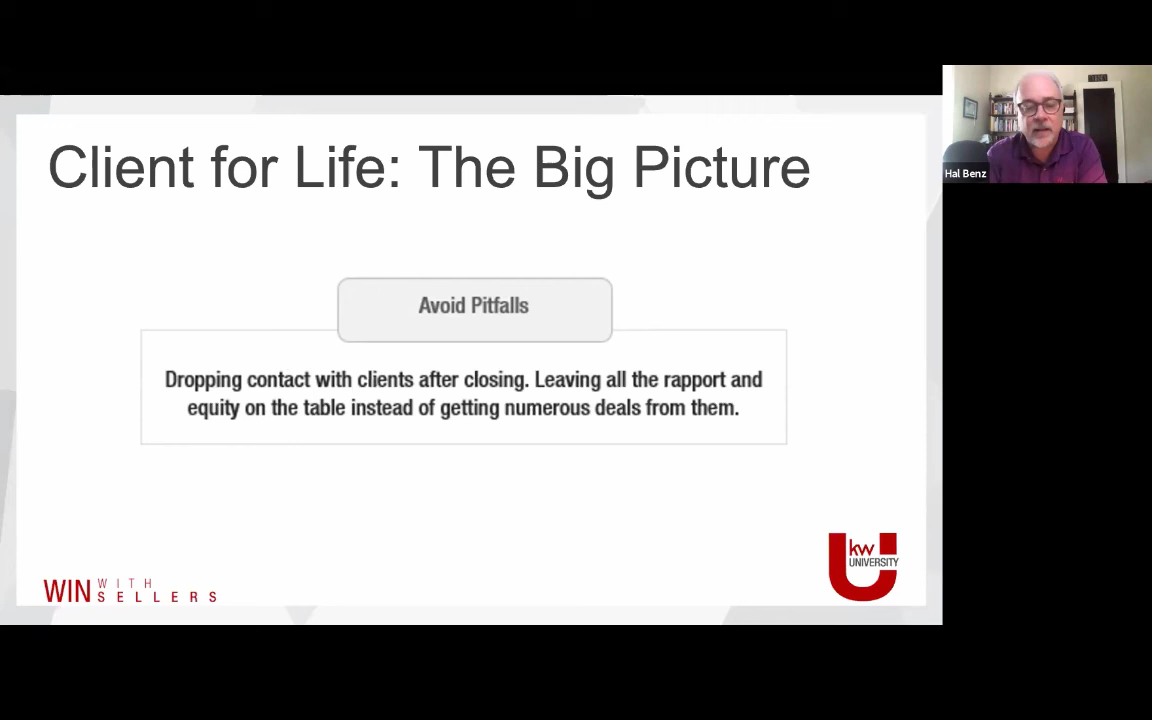 Client for Life: The Big Picture
Hal Benz
Avoid Pitfalls
Dropping contact with clients after closing. Leaving all the rapport and
equity on the table instead of getting numerous deals from them.
WIN WITH
SELLERS
kw
UNIVERSITY